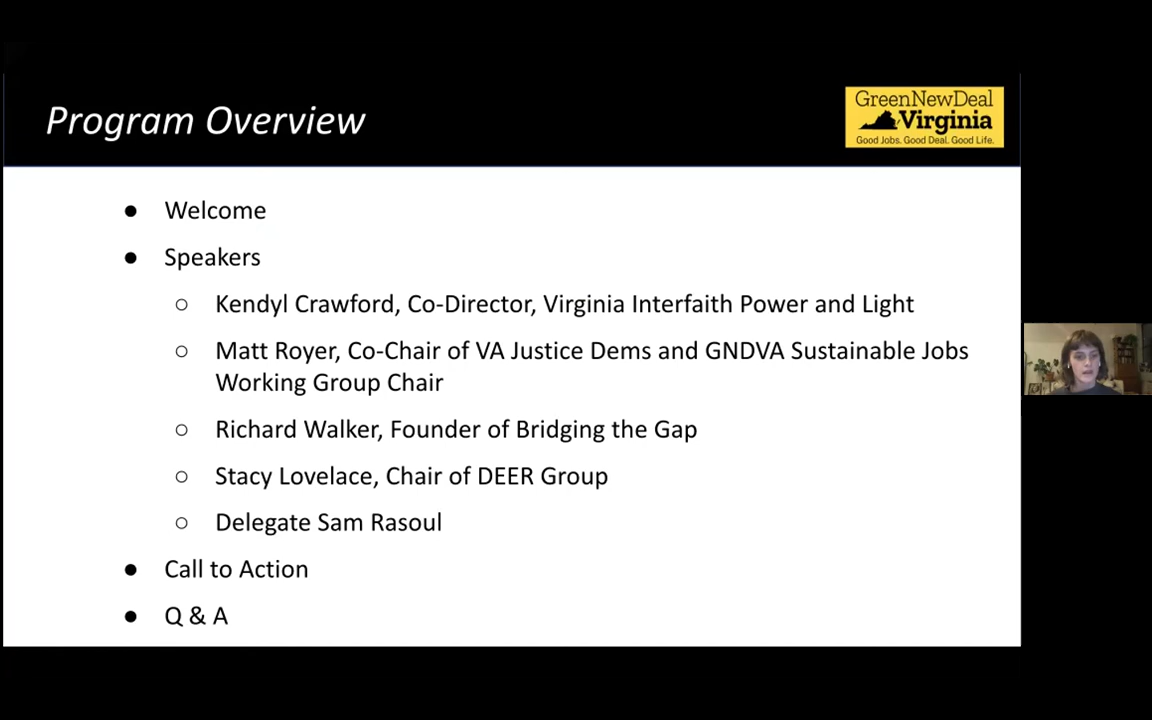 Program Overview
GreenNewDeal
Virginia
Good Jobs. Good Deal. Good Life.
● Welcome
● Speakers
○ Kendyl Crawford, Co-Director, Virginia Interfaith Power and Light
○ Matt Royer, Co-Chair of VA Justice Dems and GNDVA Sustainable Jobs
Working Group Chair
○ Richard Walker, Founder of Bridging the Gap
○ Stacy Lovelace, Chair of DEER Group
○ Delegate Sam Rasoul
● Call to Action
● Q & A